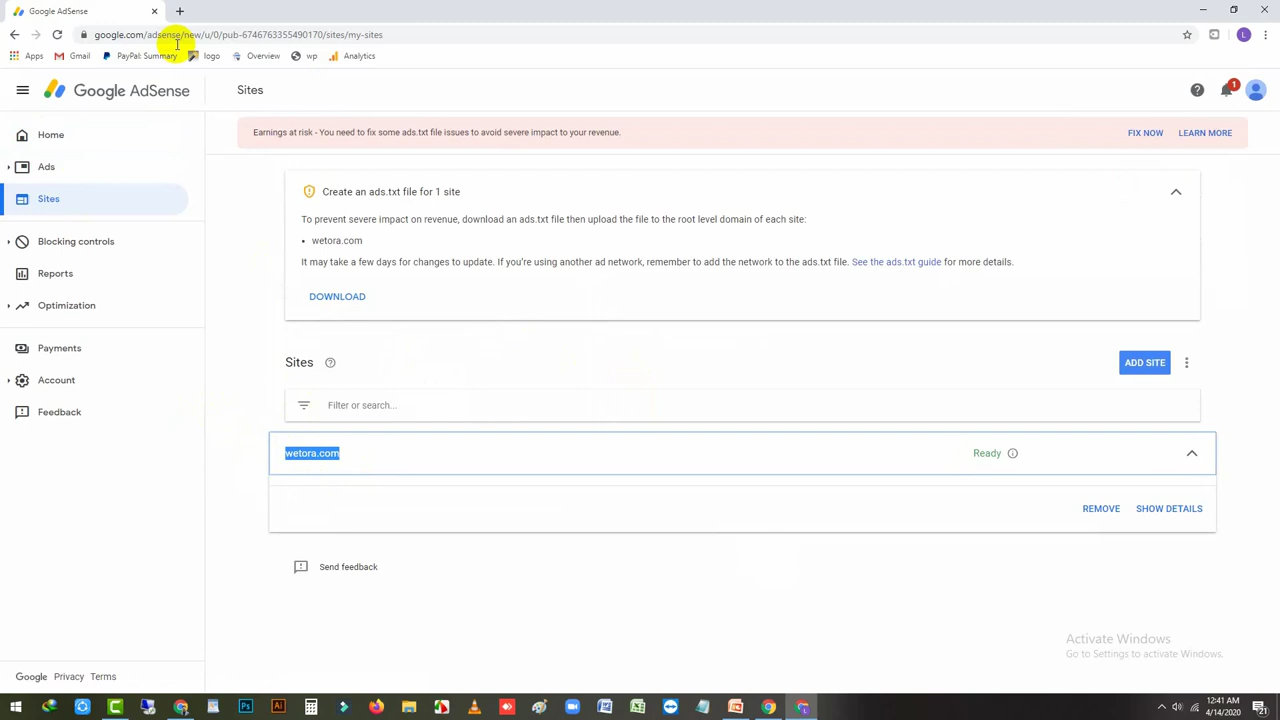 Google AdSense
google.com/adsense/new/u/0/pub-6746763355490170/sites/my-sites
L
Apps Gmail PayPal: Summary logo Overview wp Analytics
Google AdSense
Sites
1
Home
Ads
Sites
Blocking controls
Reports
Optimization
Payments
Account
Feedback
Google Privacy Terms
Earnings at risk - You need to fix some ads.txt file issues to avoid severe impact to your revenue.
FIX NOW LEARN MORE
Create an ads.txt file for 1 site
To prevent severe impact on revenue, download an ads.txt file then upload the file to the root level domain of each site:
• wetora.com
It may take a few days for changes to update. If you're using another ad network, remember to add the network to the ads.txt file. See the ads.txt guide for more details.
DOWNLOAD
Sites
ADD SITE
Filter or search...
wetora.com
Ready
REMOVE SHOW DETAILS
Send feedback
Activate Windows
Go to Settings to activate Windows.
12:41 AM
4/14/2020